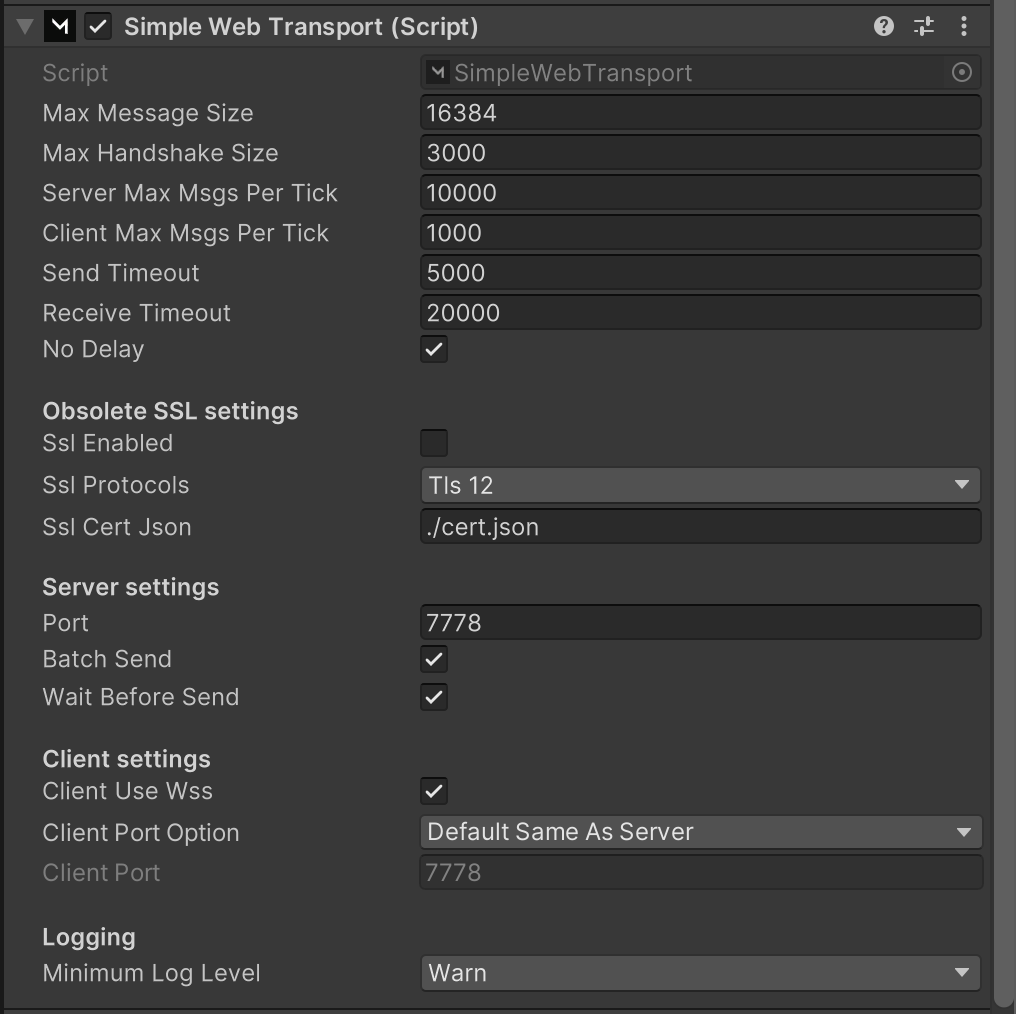 Simple Web Transport (Script)
Script SimpleWebTransport
Max Message Size 16384
Max Handshake Size 3000
Server Max Msgs Per Tick 10000
Client Max Msgs Per Tick 1000
Send Timeout 5000
Receive Timeout 20000
No Delay
Obsolete SSL settings
Ssl Enabled
Ssl Protocols Tls 12
Ssl Cert Json ./cert.json
Server settings
Port 7778
Batch Send
Wait Before Send
Client settings
Client Use Wss
Client Port Option Default Same As Server
Client Port 7778
Logging
Minimum Log Level Warn